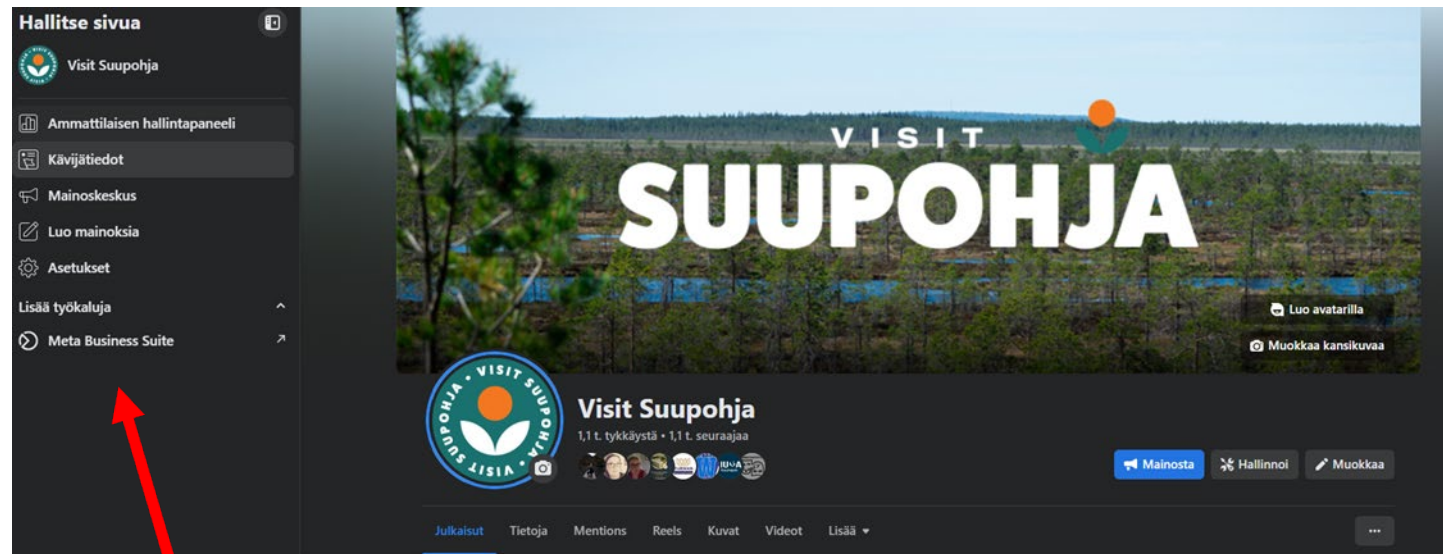 Hallitse sivua
Visit Suupohja
Ammattilaisen hallintapaneeli
Kävijätiedot
Mainoskeskus
Luo mainoksia
Asetukset
Lisää työkaluja
Meta Business Suite
VISIT
SUUPOHJA
Luo avatarilla
Muokkaa kansikuvaa
VISIT SUUPOHJA • VISIT SUUPOHJA •
Visit Suupohja
1,1 t. tykkäystä • 1,1 t. seuraajaa
Mainosta
Hallinnoi
Muokkaa
Julkaisut Tietoja Mentions Reels Kuvat Videot Lisää